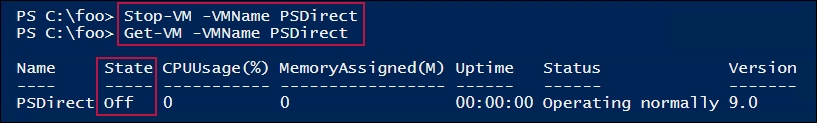 PS C:\foo> Stop-VM -VMName PSDirect
PS C:\foo> Get-VM -VMName PSDirect
Name State CPUUsage(%) MemoryAssigned(M) Uptime Status Version
---- ----- ----------- ----------------- ------ ------ -------
PSDirect Off 0 0 00:00:00 Operating normally 9.0